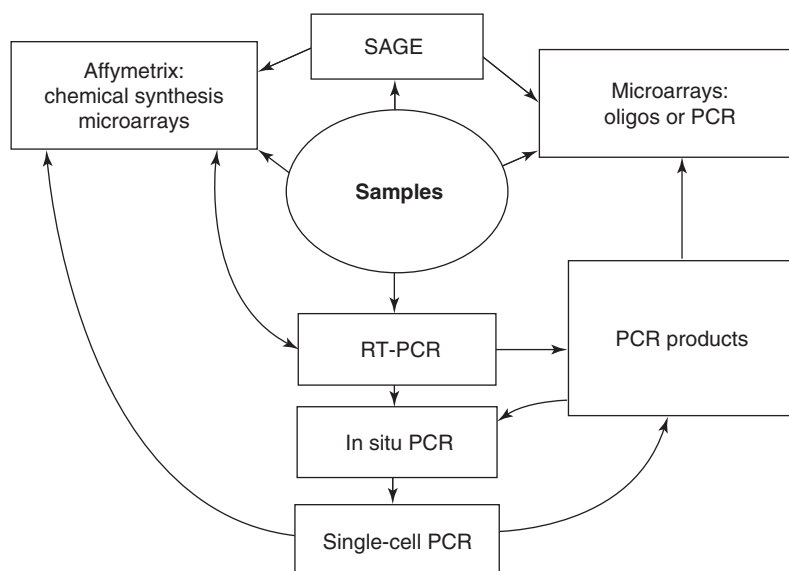 SAGE
Affymetrix:
chemical synthesis
microarrays
Microarrays:
oligos or PCR
Samples
RT-PCR
PCR products
In situ PCR
Single-cell PCR